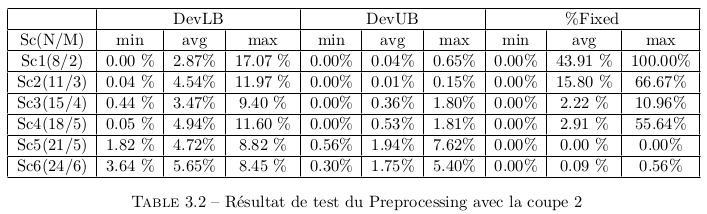 DevLB DevUB %Fixed
Sc(N/M) min avg max min avg max min avg max
Sc1(8/2) 0.00 % 2.87% 17.07 % 0.00% 0.04% 0.65% 0.00% 43.91 % 100.00%
Sc2(11/3) 0.04 % 4.54% 11.97 % 0.00% 0.01% 0.15% 0.00% 15.80 % 66.67%
Sc3(15/4) 0.44 % 3.47% 9.40 % 0.00% 0.36% 1.80% 0.00% 2.22 % 10.96%
Sc4(18/5) 0.05 % 4.94% 11.60 % 0.00% 0.53% 1.81% 0.00% 2.91 % 55.64%
Sc5(21/5) 1.82 % 4.72% 8.82 % 0.56% 1.94% 7.62% 0.00% 0.00 % 0.00%
Sc6(24/6) 3.64 % 5.65% 8.45 % 0.30% 1.75% 5.40% 0.00% 0.09 % 0.56%
TABLE 3.2 – Résultat de test du Preprocessing avec la coupe 2